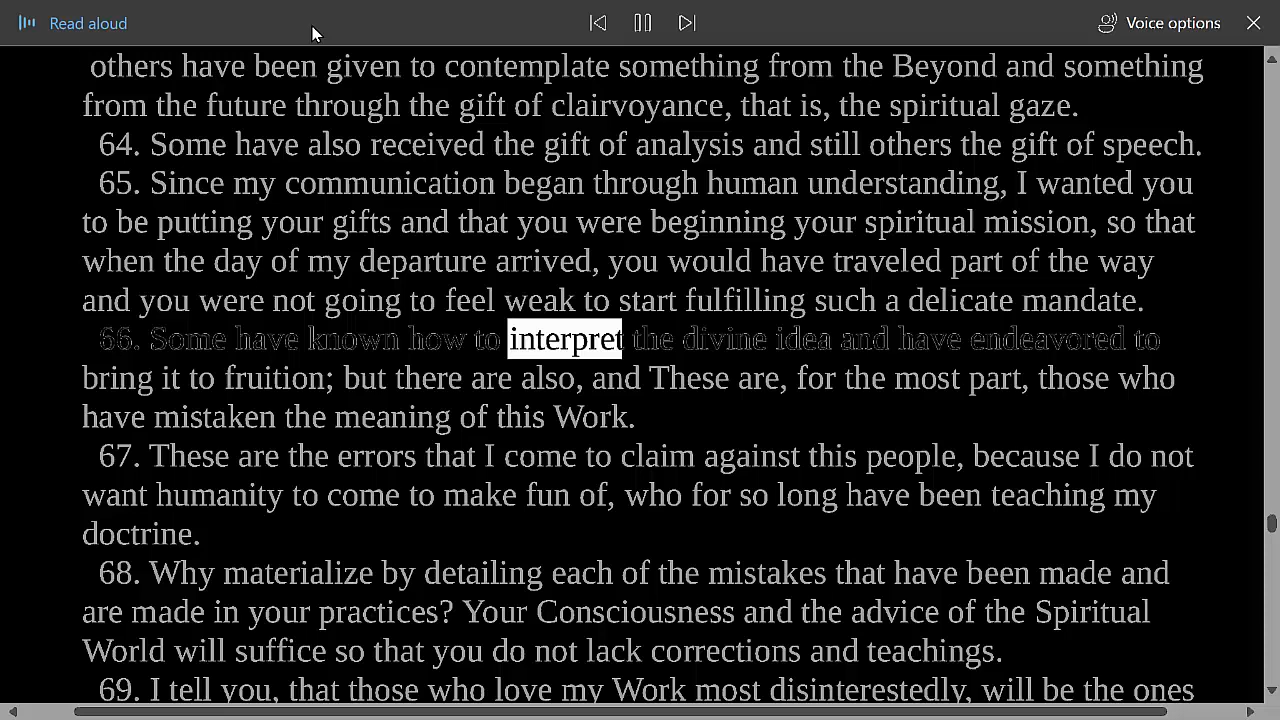 Read aloud
Voice options
others have been given to contemplate something from the Beyond and something
from the future through the gift of clairvoyance, that is, the spiritual gaze.
64. Some have also received the gift of analysis and still others the gift of speech.
65. Since my communication began through human understanding, I wanted you
to be putting your gifts and that you were beginning your spiritual mission, so that
when the day of my departure arrived, you would have traveled part of the way
and you were not going to feel weak to start fulfilling such a delicate mandate.
66. Some have known how to interpret the divine idea and have endeavored to
bring it to fruition; but there are also, and These are, for the most part, those who
have mistaken the meaning of this Work.
67. These are the errors that I come to claim against this people, because I do not
want humanity to come to make fun of, who for so long have been teaching my
doctrine.
68. Why materialize by detailing each of the mistakes that have been made and
are made in your practices? Your Consciousness and the advice of the Spiritual
World will suffice so that you do not lack corrections and teachings.
69. I tell you, that those who love my Work most disinterestedly, will be the ones